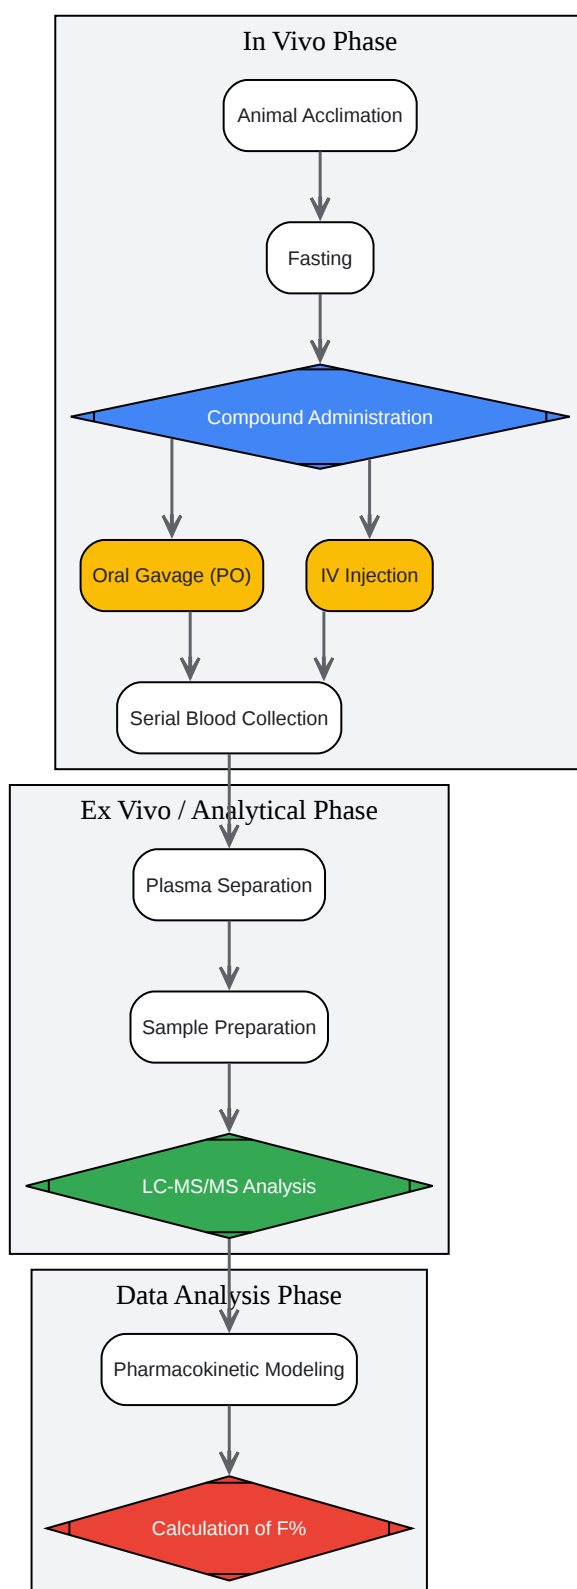 In Vivo Phase
Animal Acclimation
Fasting
Compound Administration
Oral Gavage (PO)
IV Injection
Serial Blood Collection
Ex Vivo / Analytical Phase
Plasma Separation
Sample Preparation
LC-MS/MS Analysis
Data Analysis Phase
Pharmacokinetic Modeling
Calculation of F%